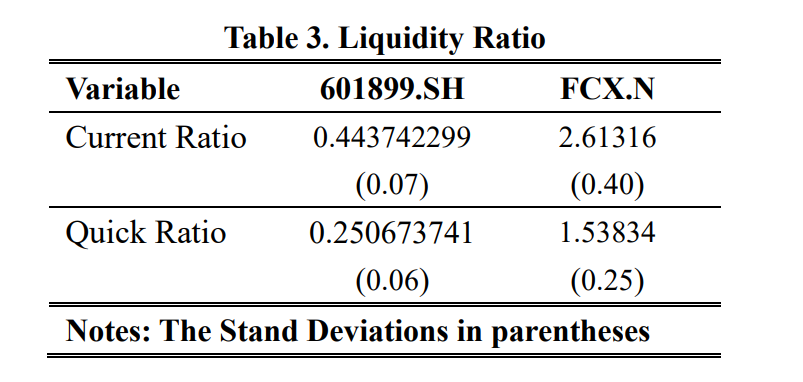 Table 3. Liquidity Ratio
Variable 601899.SH FCX.N
Current Ratio 0.443742299 2.61316
(0.07) (0.40)
Quick Ratio 0.250673741 1.53834
(0.06) (0.25)
Notes: The Stand Deviations in parentheses